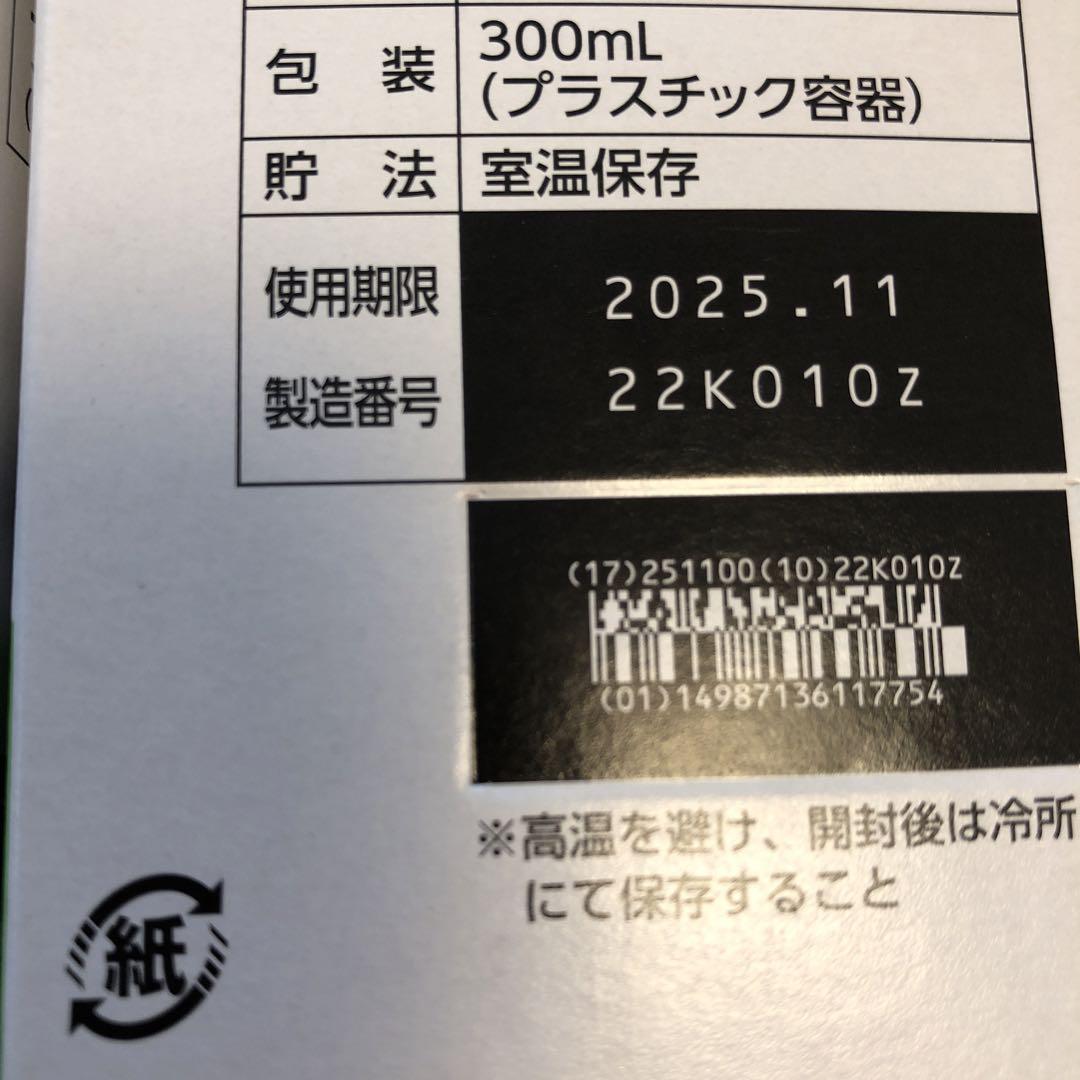 包装 300mL
(プラスチック容器)
貯法 室温保存
使用期限 2025.11
製造番号 22K010Z
(17)251100(10)22K010Z
(01)14987136117754
※高温を避け、開封後は冷所
にて保存すること
紙